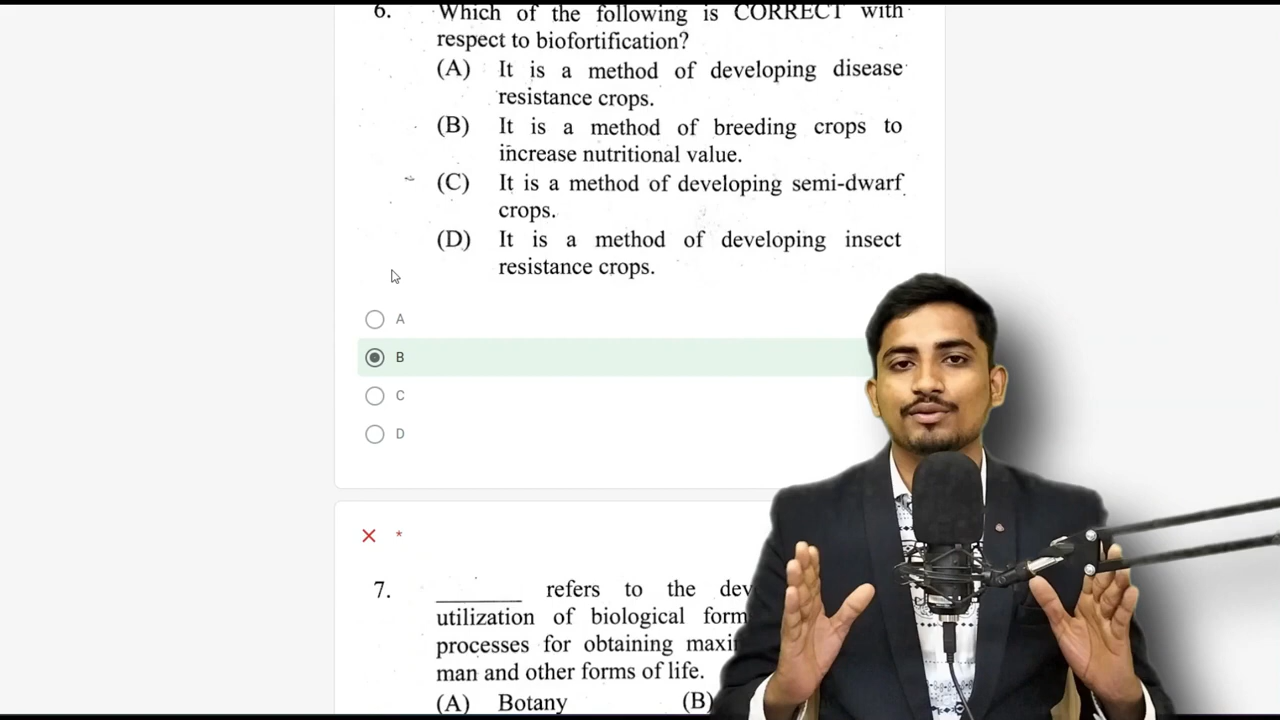 6. Which of the following is CORRECT with
respect to biofortification?
(A) It is a method of developing disease
resistance crops.
(B) It is a method of breeding crops to
increase nutritional value.
(C) It is a method of developing semi-dwarf
crops.
(D) It is a method of developing insect
resistance crops.
A
B
C
D
*
7. ________ refers to the
utilization of biological
processes for obtaining
man and other forms of life.
(A) Botany (B)